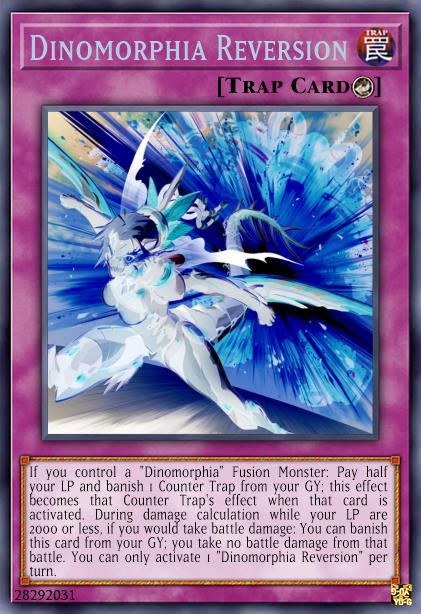 DINOMORPHIA REVERSION
TRAP
罠
[TRAP CARD]
If you control a "Dinomorphia" Fusion Monster: Pay half
your LP and banish 1 Counter Trap from your GY; this effect
becomes that Counter Trap's effect when that card is
activated. During damage calculation while your LP are
2000 or less, if you would take battle damage: You can banish
this card from your GY; you take no battle damage from that
battle. You can only activate 1 "Dinomorphia Reversion" per
turn.
28292031